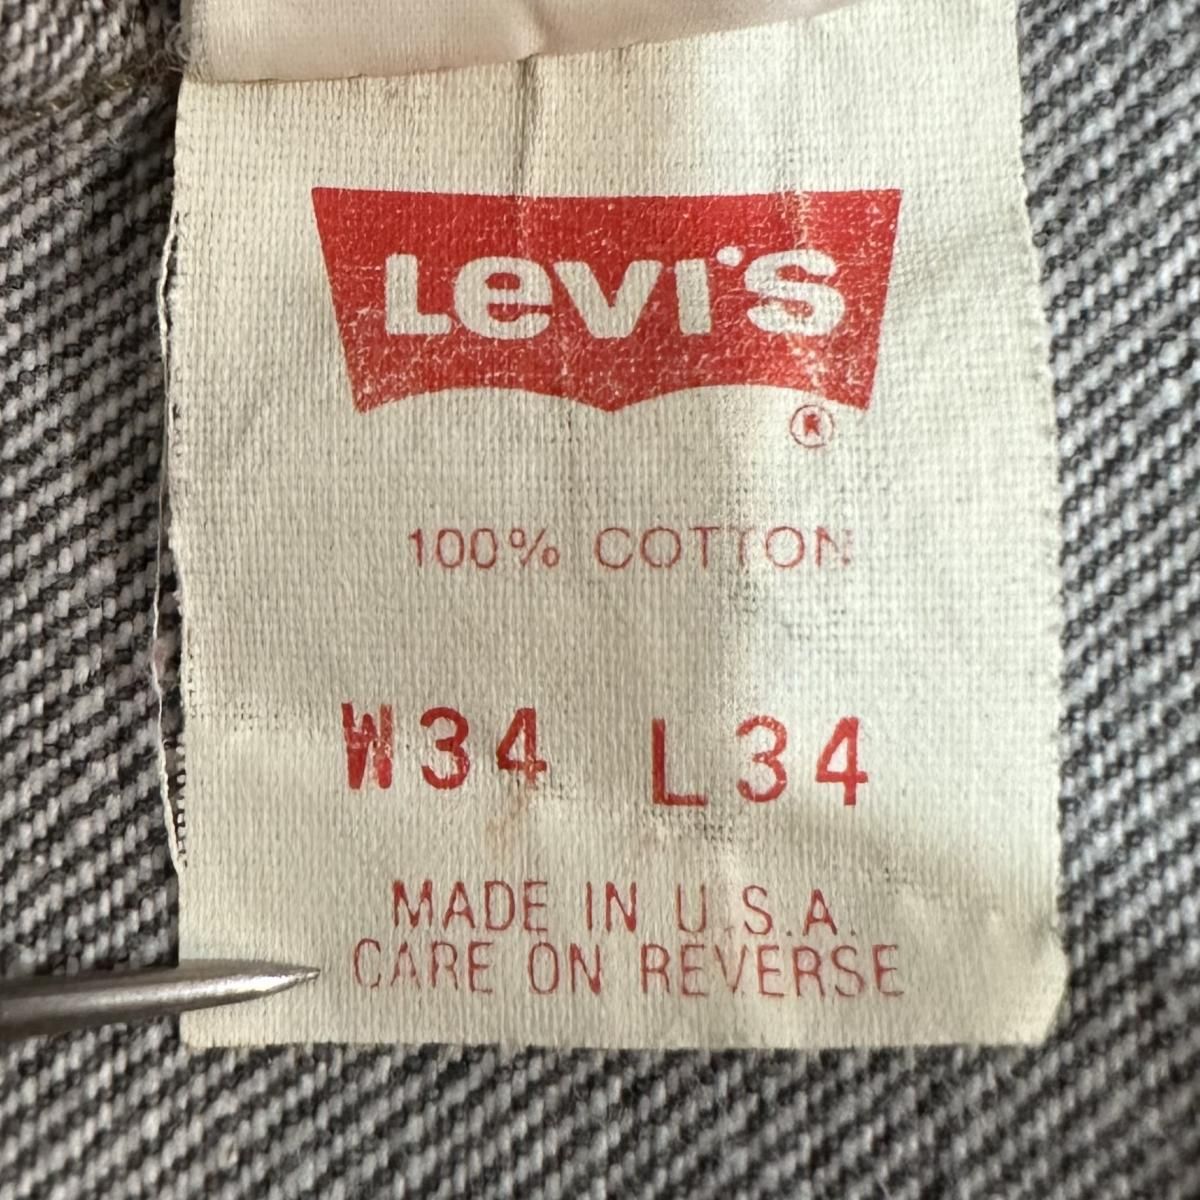 Levi's
®
100% COTTON
W34 L34
MADE IN U.S.A.
CARE ON REVERSE